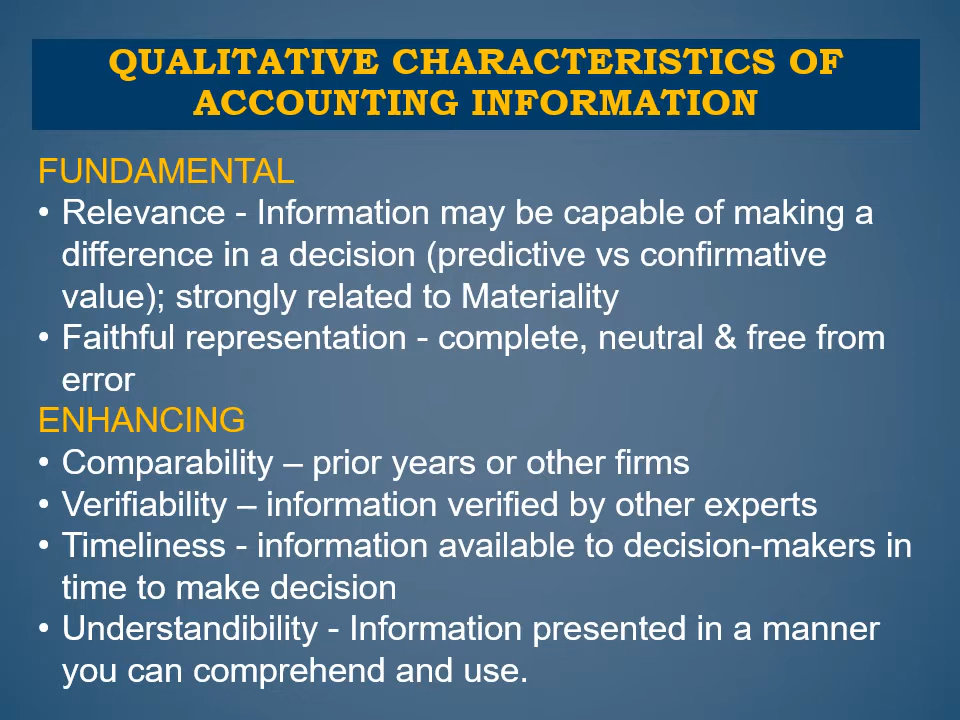 QUALITATIVE CHARACTERISTICS OF
ACCOUNTING INFORMATION
FUNDAMENTAL
• Relevance - Information may be capable of making a
difference in a decision (predictive vs confirmative
value); strongly related to Materiality
• Faithful representation - complete, neutral & free from
error
ENHANCING
• Comparability – prior years or other firms
• Verifiability – information verified by other experts
• Timeliness - information available to decision-makers in
time to make decision
• Understandibility - Information presented in a manner
you can comprehend and use.